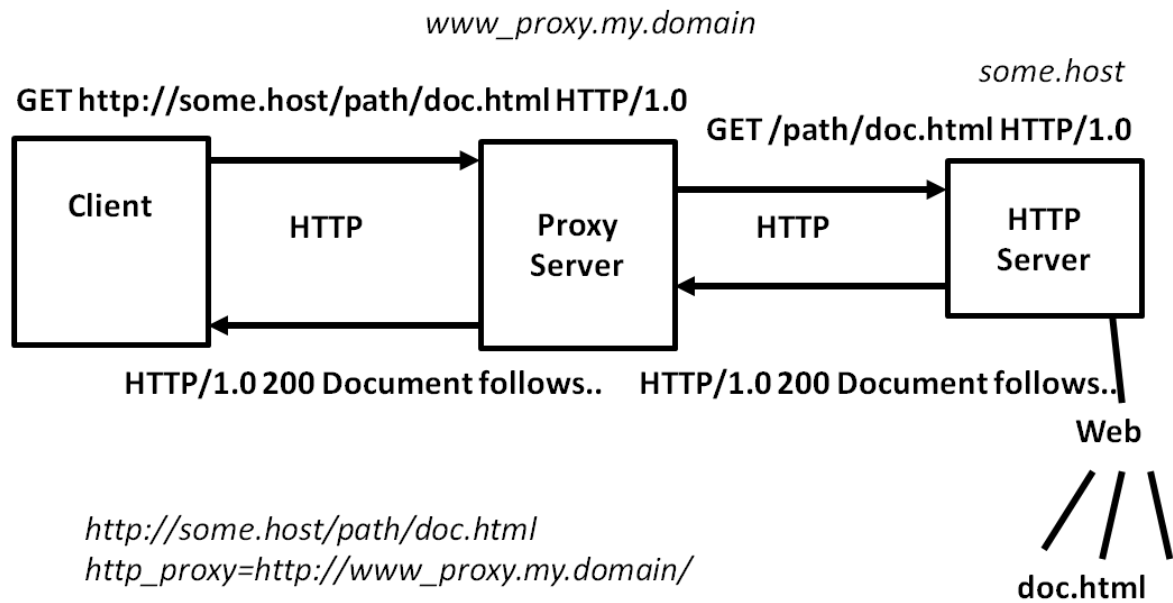 www_proxy.my.domain
some.host
GET http://some.host/path/doc.html HTTP/1.0
GET /path/doc.html HTTP/1.0
Client
HTTP
Proxy
Server
HTTP
HTTP
Server
HTTP/1.0 200 Document follows..
HTTP/1.0 200 Document follows..
Web
http://some.host/path/doc.html
http_proxy=http://www_proxy.my.domain/
doc.html